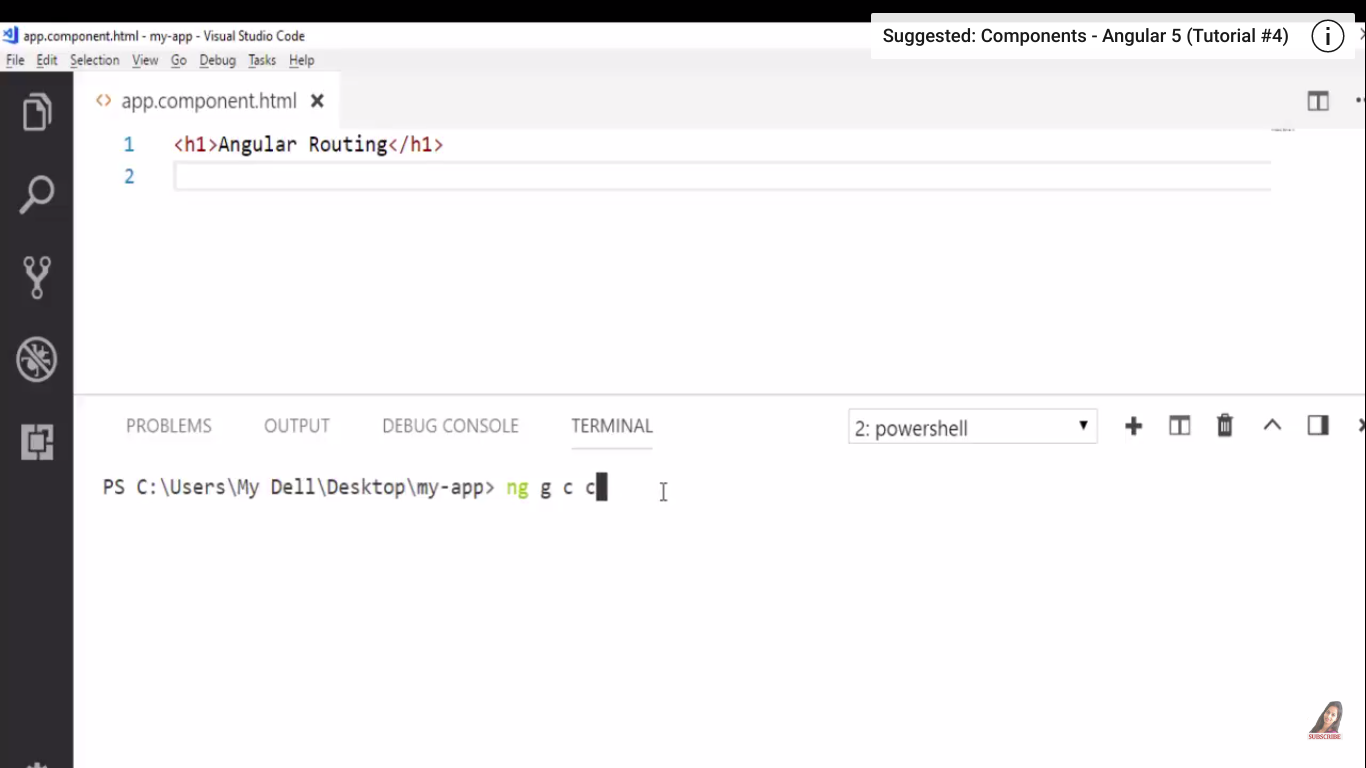 app.component.html - my-app - Visual Studio Code
Suggested: Components - Angular 5 (Tutorial #4)
File Edit Selection View Go Debug Tasks Help
<> app.component.html
1 <h1>Angular Routing</h1>
2
PROBLEMS OUTPUT DEBUG CONSOLE TERMINAL 2: powershell
PS C:\Users\My Dell\Desktop\my-app> ng g c c
SUBSCRIBE